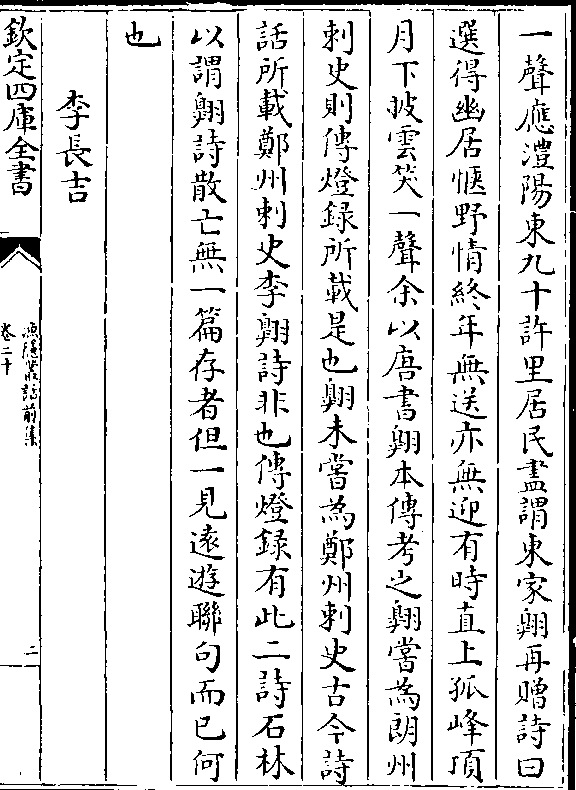 一聲應澧陽東九十許里居民盡謂東家翺再贈詩曰
選得幽居愜野情終年無送亦無迎有時直上孤峰頂
月下披雲笑一聲余以唐書翺本傳考之翺嘗為朗州
刺史則傳燈録所載是也翺未嘗為鄭州刺史古今詩
話所載鄭州刺史李翺詩非也傳燈録有此二詩石林
以謂翺詩散亡無一篇存者但一見逺遊聯句而已何
也
李長吉
欽定四庫全書
漁隱叢話前集
卷二十
二